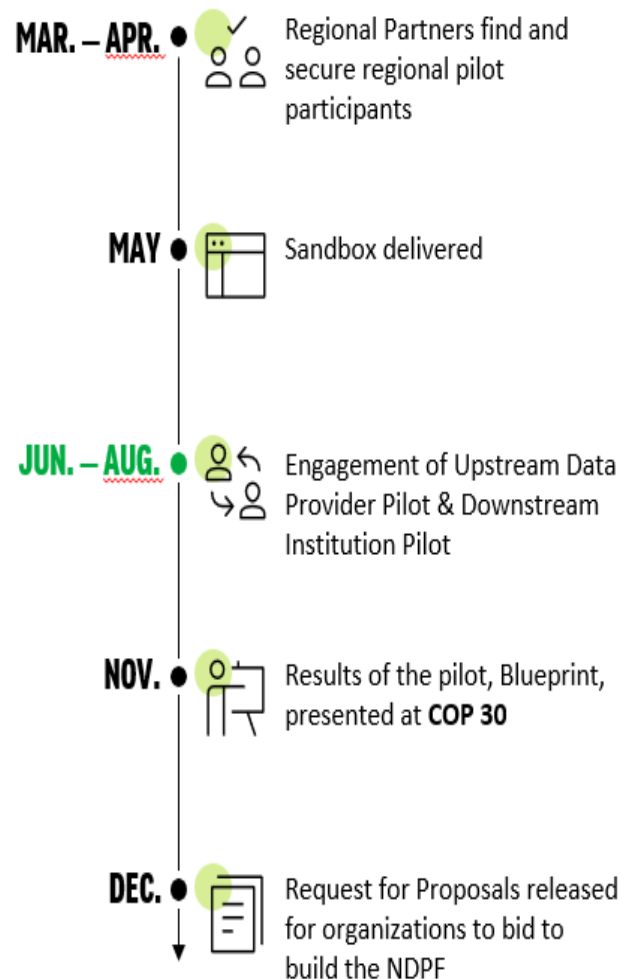 MAR. – APR.
Regional Partners find and
secure regional pilot
participants
MAY
Sandbox delivered
JUN. – AUG.
Engagement of Upstream Data
Provider Pilot & Downstream
Institution Pilot
NOV.
Results of the pilot, Blueprint,
presented at COP 30
DEC.
Request for Proposals released
for organizations to bid to
build the NDPF